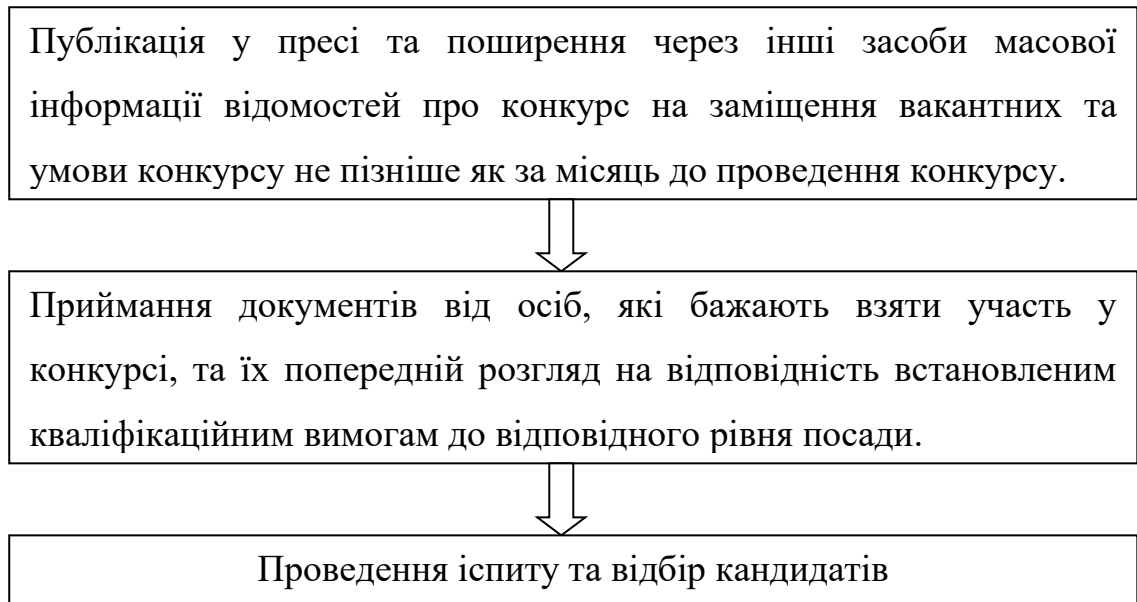 Публікація у пресі та поширення через інші засоби масової
інформації відомостей про конкурс на заміщення вакантних та
умови конкурсу не пізніше як за місяць до проведення конкурсу.
Приймання документів від осіб, які бажають взяти участь у
конкурсі, та їх попередній розгляд на відповідність встановленим
кваліфікаційним вимогам до відповідного рівня посади.
Проведення іспиту та відбір кандидатів